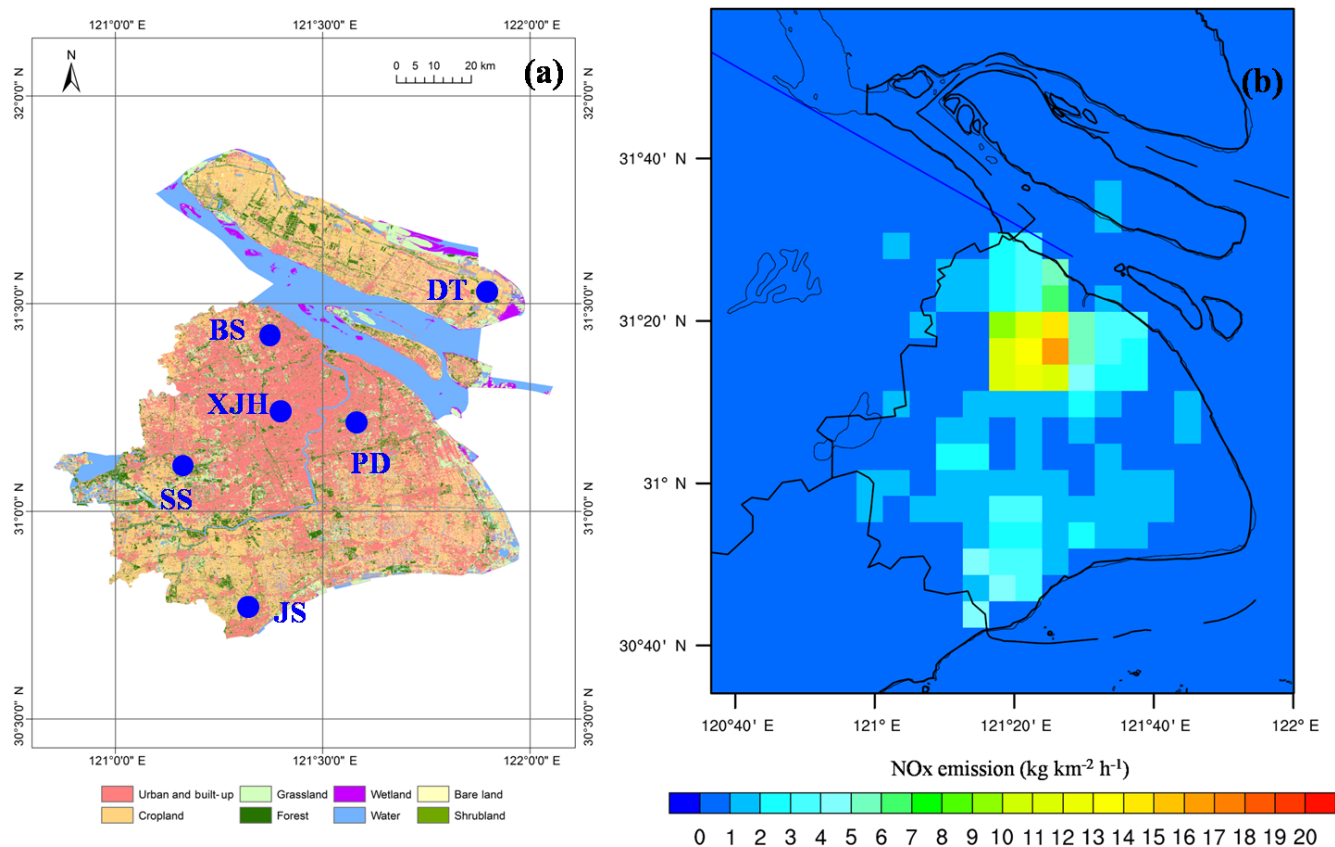 121°0'0" E 121°30'0" E 122°0'0" E
N
0 5 10 20 km
(a)
32°0'0" N
31°30'0" N
31°0'0" N
30°30'0" N
32°0'0" N
31°30'0" N
31°0'0" N
30°30'0" N
DT
BS
XJH
PD
SS
JS
121°0'0" E 121°30'0" E 122°0'0" E
Urban and built-up Grassland Wetland Bare land
Cropland Forest Water Shrubland
(b)
31°40' N
31°20' N
31° N
30°40' N
120°40' E 121° E 121°20' E 121°40' E 122° E
NOx emission (kg km⁻² h⁻¹)
0 1 2 3 4 5 6 7 8 9 10 11 12 13 14 15 16 17 18 19 20